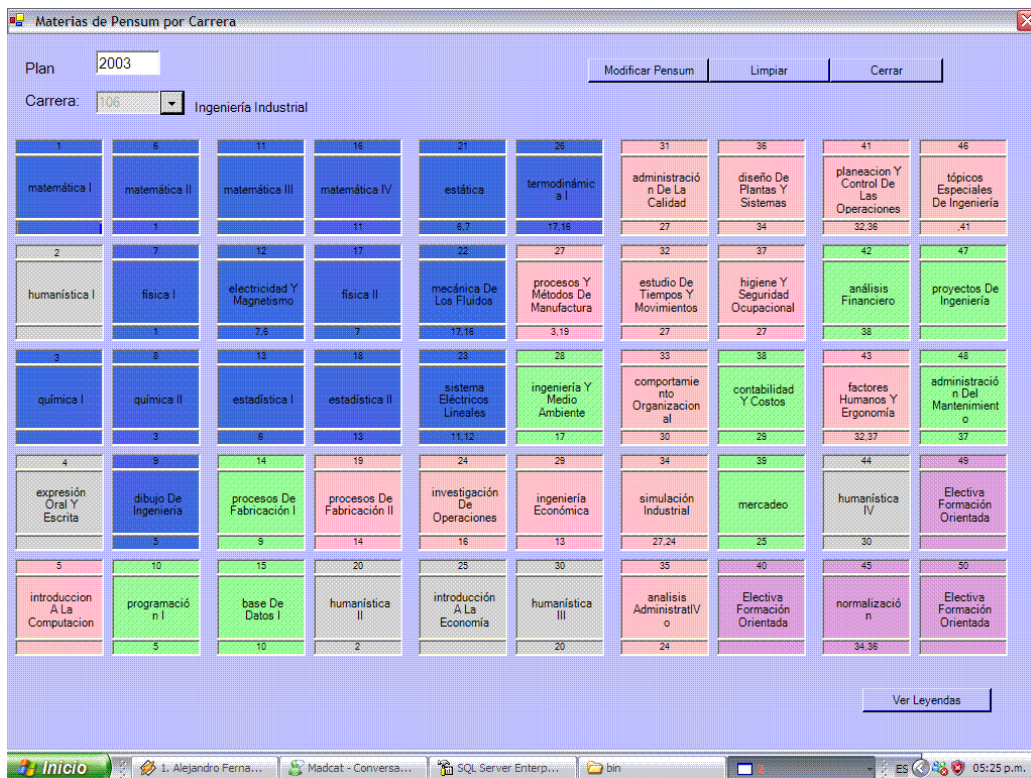 Materias de Pensum por Carrera
Plan
2003
Modificar Pensum
Limpiar
Cerrar
Carrera:
106
Ingeniería Industrial
1
6
11
16
21
26
31
36
41
46
matemática I
matemática II
matemática III
matemática IV
estática
termodinámic
a I
administració
n De La
Calidad
diseño De
Plantas Y
Sistemas
planeacion Y
Control De
Las
Operaciones
tópicos
Especiales
De Ingeniería
1
11
6,7
17,16
27
34
32,36
,41
2
7
12
17
22
27
32
37
42
47
humanística I
física I
electricidad Y
Magnetismo
física II
mecánica De
Los Fluidos
procesos Y
Métodos De
Manufactura
estudio De
Tiempos Y
Movimientos
higiene Y
Seguridad
Ocupacional
análisis
Financiero
proyectos De
Ingeniería
1
7,6
7
17,16
3,19
27
27
38
3
8
13
18
23
28
33
38
43
48
química I
química II
estadística I
estadística II
sistema
Eléctricos
Lineales
ingeniería Y
Medio
Ambiente
comportamie
nto
Organizacion
al
contabilidad
Y Costos
factores
Humanos Y
Ergonomía
administració
n Del
Mantenimient
o
3
6
13
11,12
17
30
29
32,37
37
4
9
14
19
24
29
34
39
44
49
expresión
Oral Y
Escrita
dibujo De
Ingenieria
procesos De
Fabricación I
procesos De
Fabricación II
investigación
De
Operaciones
ingeniería
Económica
simulación
Industrial
mercadeo
humanística
IV
Electiva
Formación
Orientada
5
9
14
16
13
27,24
25
30
5
10
15
20
25
30
35
40
45
50
introduccion
A La
Computacion
programació
n I
base De
Datos I
humanística
II
introducción
A La
Economía
humanística
III
analisis
AdministratIV
o
Electiva
Formación
Orientada
normalizació
n
Electiva
Formación
Orientada
5
10
2
20
24
34,36
Ver Leyendas
Inicio
1. Alejandro Ferna...
Madcat - Conversa...
SQL Server Enterp...
bin
2
ES
05:25 p.m.